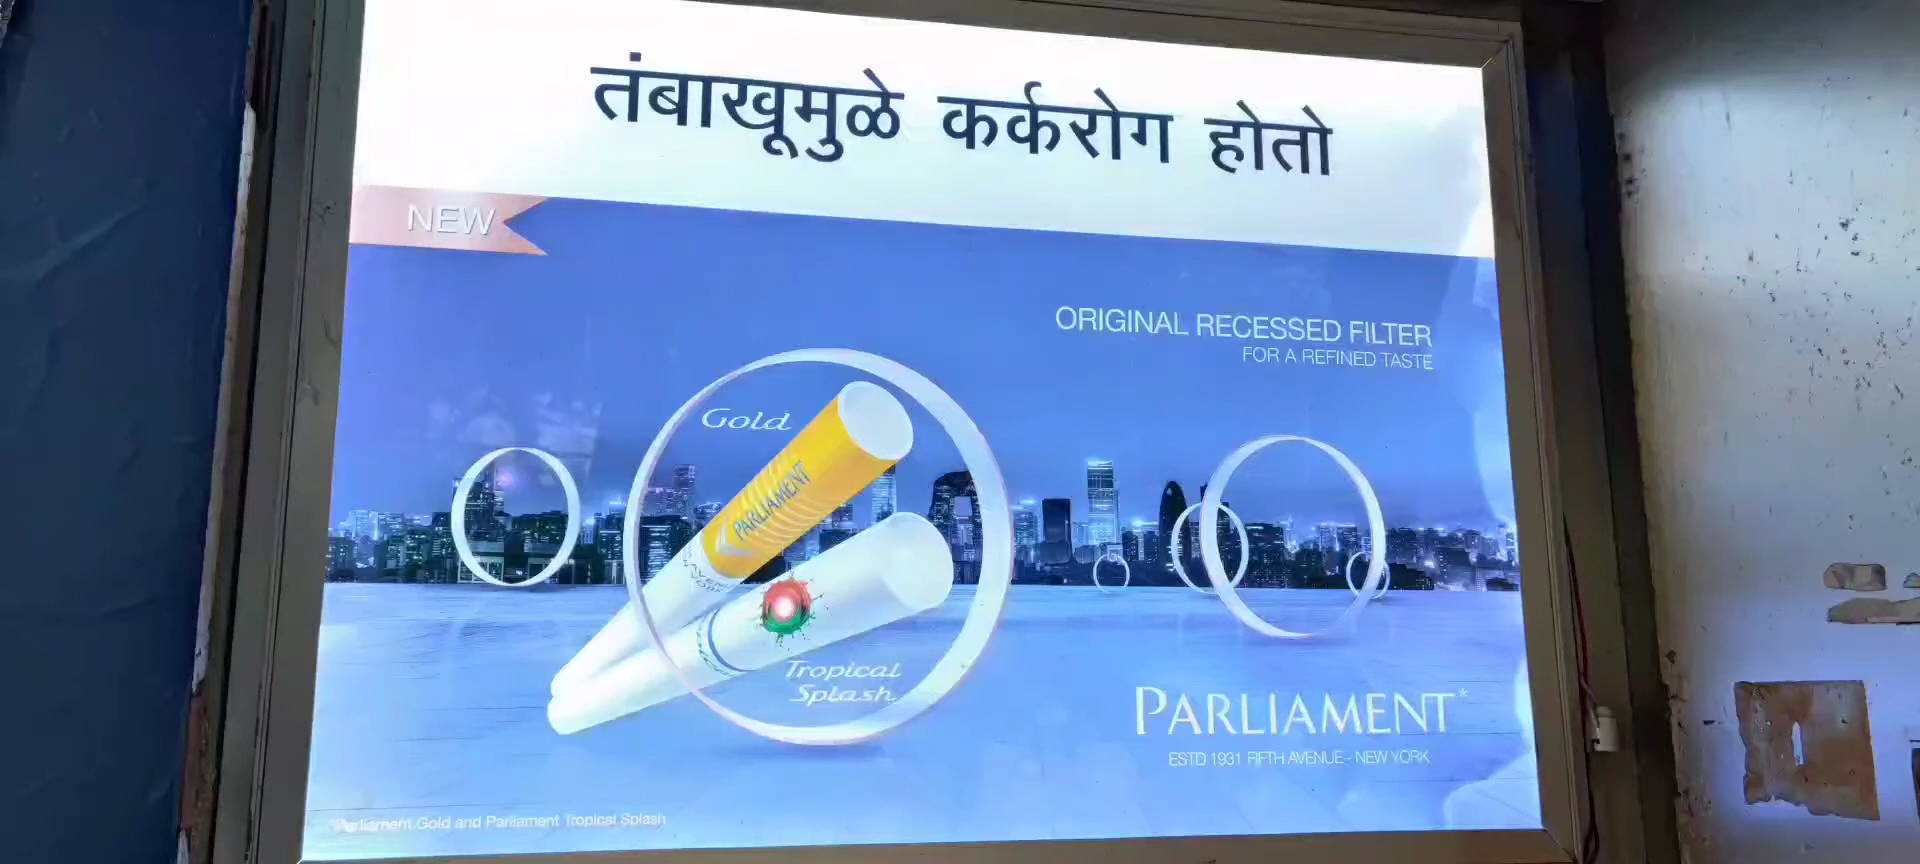 तंबाखूमुळे कर्करोग होतो
NEW
ORIGINAL RECESSED FILTER
FOR A REFINED TASTE
Gold
PARLIAMENT
Tropical
Splash
PARLIAMENT*
ESTD 1931 FIFTH AVENUE - NEW YORK
*Parliament Gold and Parliament Tropical Splash